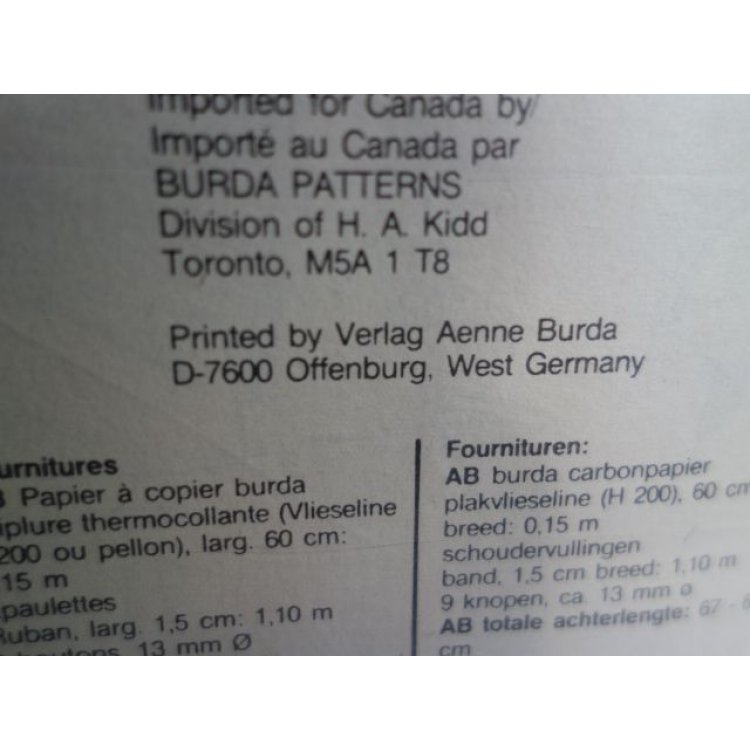 Imported for Canada by/
Importé au Canada par
BURDA PATTERNS
Division of H. A. Kidd
Toronto, M5A 1 T8
Printed by Verlag Aenne Burda
D-7600 Offenburg, West Germany
urnitures
B Papier à copier burda
iplure thermocollante (Vlieseline
200 ou pellon), larg. 60 cm:
15 m
paulettes
Ruban, larg. 1,5 cm: 1,10 m
boutons, 13 mm Ø
Fournituren:
AB burda carbonpapier
plakvlieseline (H 200), 60 cm
breed: 0,15 m
schoudervullingen
band, 1,5 cm breed: 1,10 m
9 knopen, ca. 13 mm ø
AB totale achterlengte: 67 -
cm